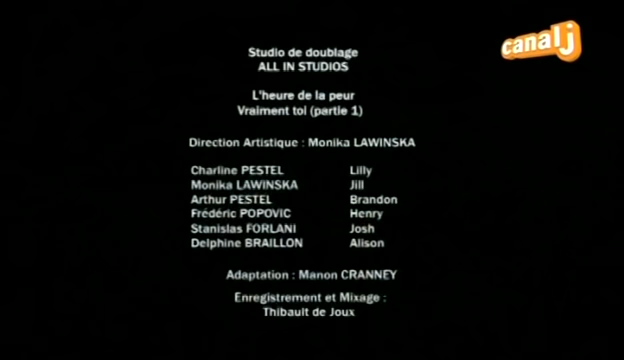 canal j
Studio de doublage
ALL IN STUDIOS
L'heure de la peur
Vraiment toi (partie 1)
Direction Artistique : Monika LAWINSKA
Charline PESTEL Lilly
Monika LAWINSKA Jill
Arthur PESTEL Brandon
Frédéric POPOVIC Henry
Stanislas FORLANI Josh
Delphine BRAILLON Alison
Adaptation : Manon CRANNEY
Enregistrement et Mixage :
Thibault de Joux